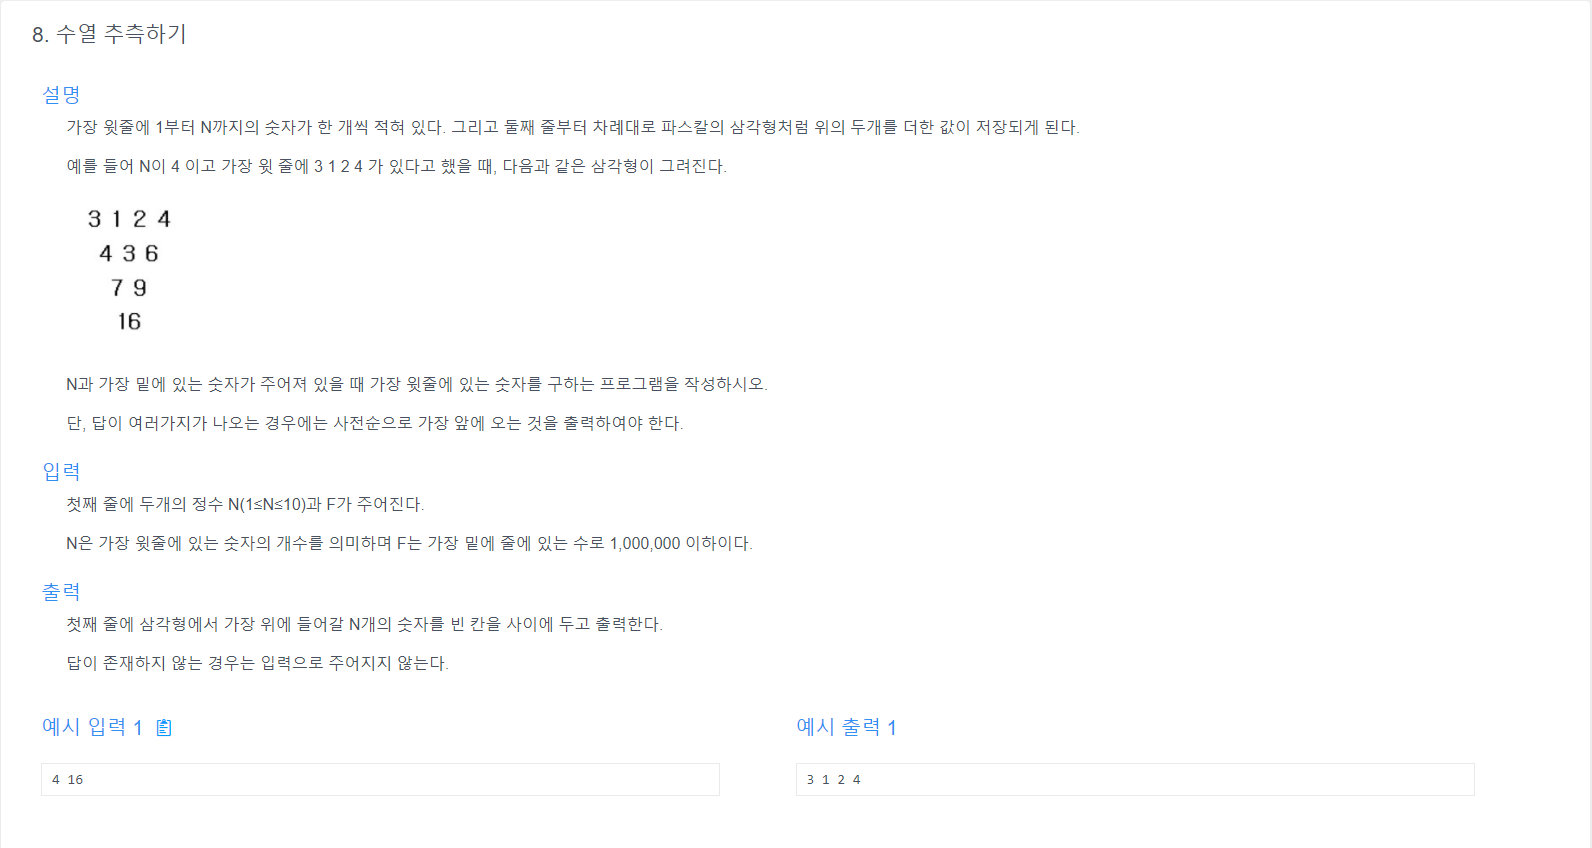 8. 수열 추측하기
설명
가장 윗줄에 1부터 N까지의 숫자가 한 개씩 적혀 있다. 그리고 둘째 줄부터 차례대로 파스칼의 삼각형처럼 위의 두개를 더한 값이 저장되게 된다.
예를 들어 N이 4 이고 가장 윗 줄에 3 1 2 4 가 있다고 했을 때, 다음과 같은 삼각형이 그려진다.
3 1 2 4
4 3 6
7 9
16
N과 가장 밑에 있는 숫자가 주어져 있을 때 가장 윗줄에 있는 숫자를 구하는 프로그램을 작성하시오.
단, 답이 여러가지가 나오는 경우에는 사전순으로 가장 앞에 오는 것을 출력하여야 한다.
입력
첫째 줄에 두개의 정수 N(1≤N≤10)과 F가 주어진다.
N은 가장 윗줄에 있는 숫자의 개수를 의미하며 F는 가장 밑에 줄에 있는 수로 1,000,000 이하이다.
출력
첫째 줄에 삼각형에서 가장 위에 들어갈 N개의 숫자를 빈 칸을 사이에 두고 출력한다.
답이 존재하지 않는 경우는 입력으로 주어지지 않는다.
예시 입력 1
4 16
예시 출력 1
3 1 2 4